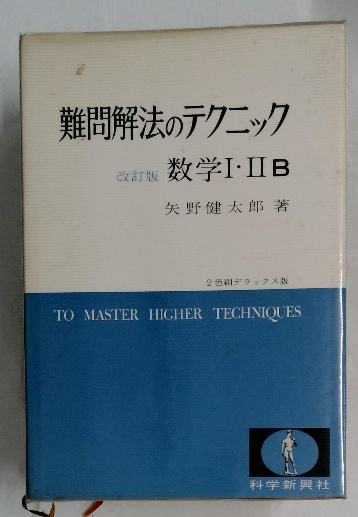 難問解法のテクニック
改訂版 数学I·II B
矢野健太郎 著
2色刷デラックス版
TO MASTER HIGHER TECHNIQUES
科学新興社